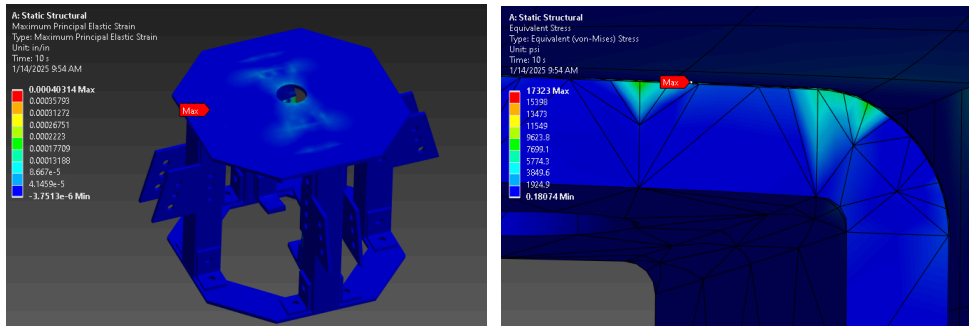 A: Static Structural
Maximum Principal Elastic Strain
Type: Maximum Principal Elastic Strain
Unit: in/in
Time: 10 s
1/14/2025 9:54 AM
0.00040314 Max
0.00035793
0.00031272
0.00026751
0.0002223
0.00017709
0.00013188
8.667e-5
4.1459e-5
-3.7513e-6 Min
Max
A: Static Structural
Equivalent Stress
Type: Equivalent (von-Mises) Stress
Unit: psi
Time: 10 s
1/14/2025 9:54 AM
17323 Max
15398
13473
11549
9623.8
7699.1
5774.3
3849.6
1924.9
0.18074 Min
Max